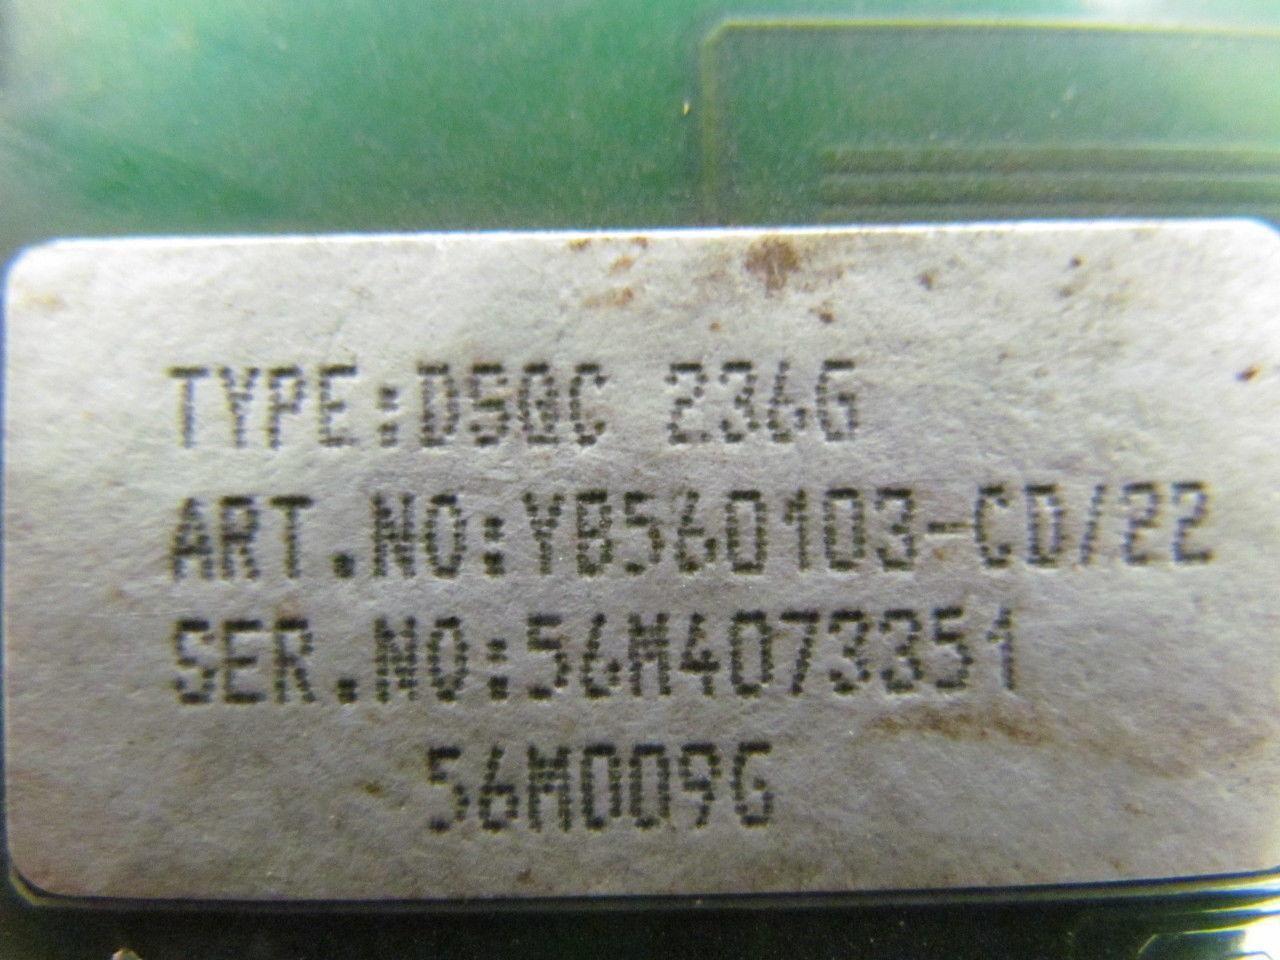 TYPE:DSQC 236G
ART.NO:YB560103-CD/22
SER.NO:56M4073351
56M009G